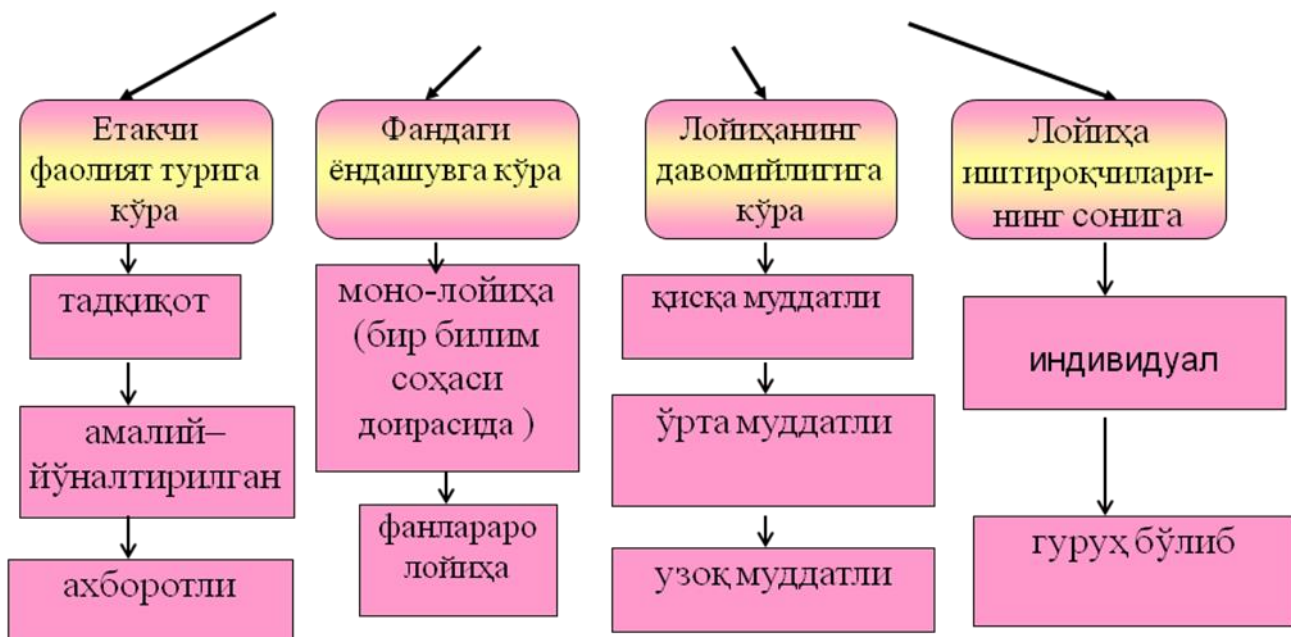 Етакчи
фаолият турига
кўра
тадқиқот
амалий–
йўналтирилган
ахборотли
Фандаги
ёндашувга кўра
моно-лойиҳа
(бир билим
соҳаси
доирасида )
фанлараро
лойиҳа
Лойиҳанинг
давомийлигига
кўра
қисқа муддатли
ўрта муддатли
узоқ муддатли
Лойиҳа
иштироқчилари-
нинг сонига
индивидуал
гуруҳ бўлиб